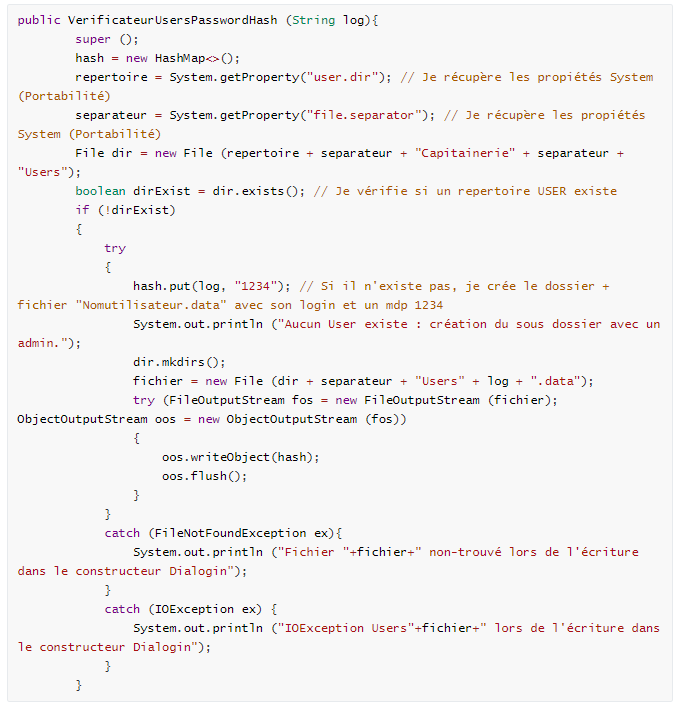 public VerificateurUsersPasswordHash (String log){
super ();
hash = new HashMap<>();
repertoire = System.getProperty("user.dir"); // Je récupère les propiétés System
(Portabilité)
separateur = System.getProperty("file.separator"); // Je récupère les propiétés
System (Portabilité)
File dir = new File (repertoire + separateur + "Capitainerie" + separateur +
"Users");
boolean dirExist = dir.exists(); // Je vérifie si un repertoire USER existe
if (!dirExist)
{
try
{
hash.put(log, "1234"); // Si il n'existe pas, je crée le dossier +
fichier "Nomutilisateur.data" avec son login et un mdp 1234
System.out.println ("Aucun User existe : création du sous dossier avec un
admin.");
dir.mkdirs();
fichier = new File (dir + separateur + "Users" + log + ".data");
try (FileOutputStream fos = new FileOutputStream (fichier);
ObjectOutputStream oos = new ObjectOutputStream (fos))
{
oos.writeObject(hash);
oos.flush();
}
}
catch (FileNotFoundException ex){
System.out.println ("Fichier "+fichier+" non-trouvé lors de l'écriture
dans le constructeur Dialogin");
}
catch (IOException ex) {
System.out.println ("IOException Users"+fichier+" lors de l'écriture dans
le constructeur Dialogin");
}
}